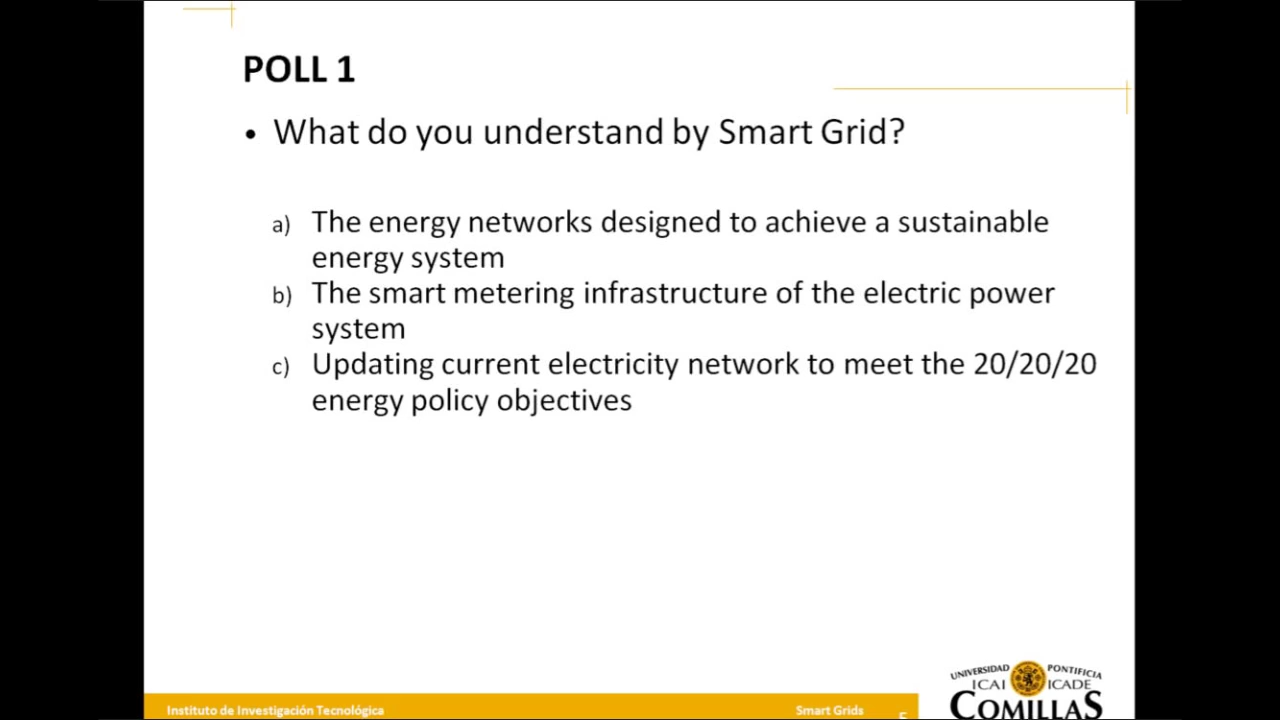 POLL 1
• What do you understand by Smart Grid?
a) The energy networks designed to achieve a sustainable
energy system
b) The smart metering infrastructure of the electric power
system
c) Updating current electricity network to meet the 20/20/20
energy policy objectives
UNIVERSIDAD PONTIFICIA
ICAI ICADE
COMILLAS
Instituto de Investigación Tecnológica
Smart Grids
5